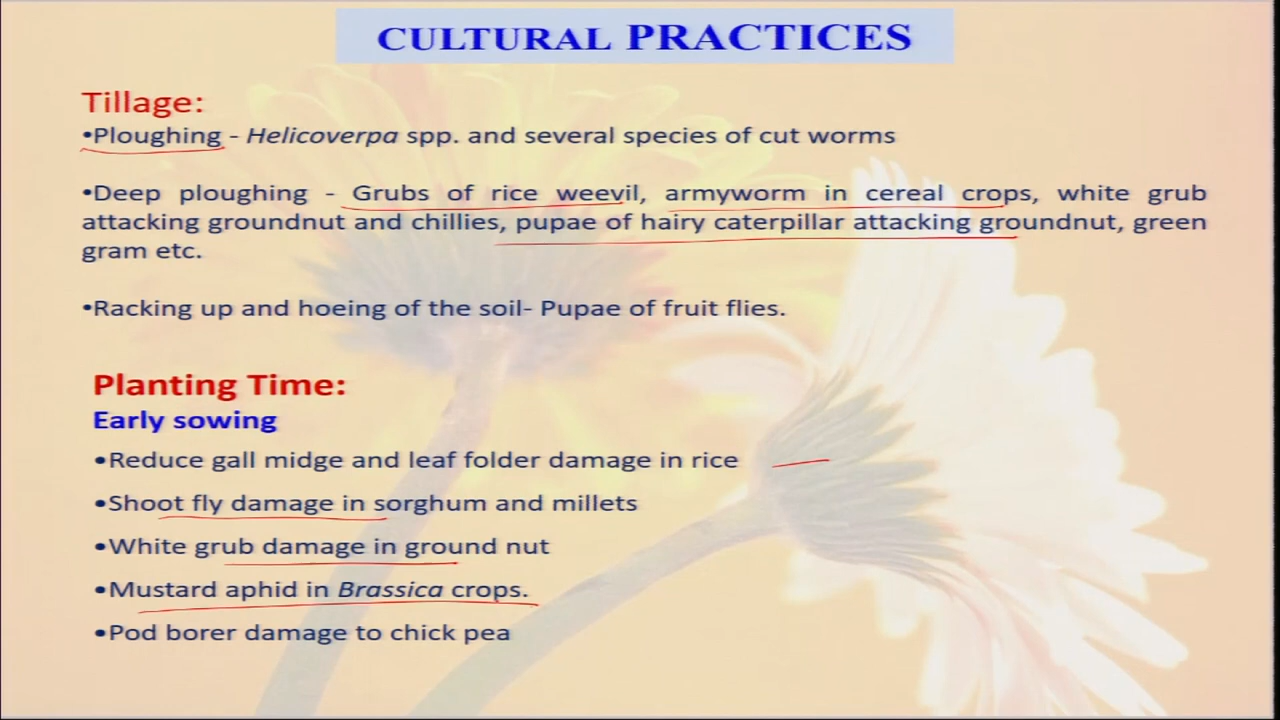 CULTURAL PRACTICES
Tillage:
•Ploughing - Helicoverpa spp. and several species of cut worms
•Deep ploughing - Grubs of rice weevil, armyworm in cereal crops, white grub
attacking groundnut and chillies, pupae of hairy caterpillar attacking groundnut, green
gram etc.
•Racking up and hoeing of the soil- Pupae of fruit flies.
Planting Time:
Early sowing
•Reduce gall midge and leaf folder damage in rice
•Shoot fly damage in sorghum and millets
•White grub damage in ground nut
•Mustard aphid in Brassica crops.
•Pod borer damage to chick pea